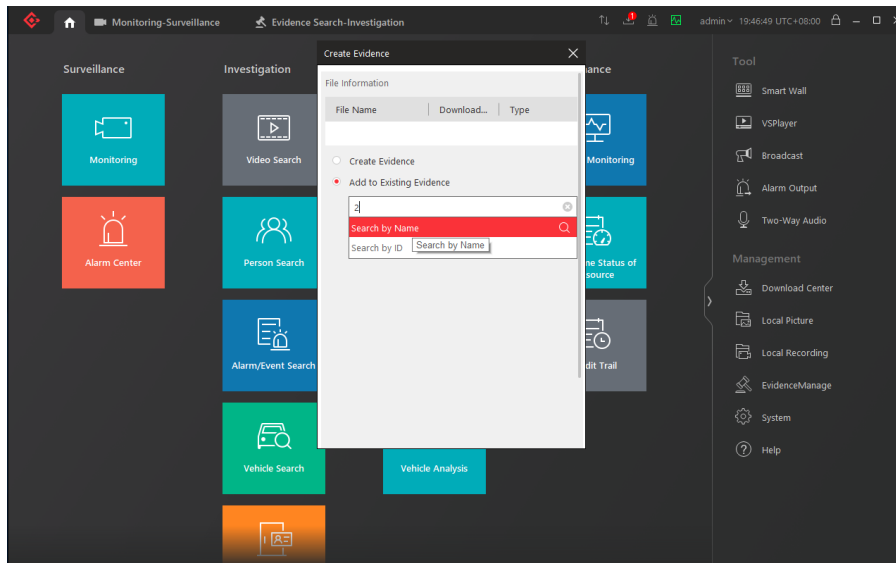 Monitoring-Surveillance
Evidence Search-Investigation
1
admin
19:46:49 UTC+08:00
Surveillance
Investigation
ance
Monitoring
Video Search
Monitoring
Alarm Center
Person Search
ne Status of
source
Alarm/Event Search
dit Trail
Vehicle Search
Vehicle Analysis
Create Evidence
File Information
File Name
Download...
Type
Create Evidence
Add to Existing Evidence
2
Search by Name
Search by ID
Search by Name
Tool
Smart Wall
VSPlayer
Broadcast
Alarm Output
Two-Way Audio
Management
Download Center
Local Picture
Local Recording
EvidenceManage
System
Help